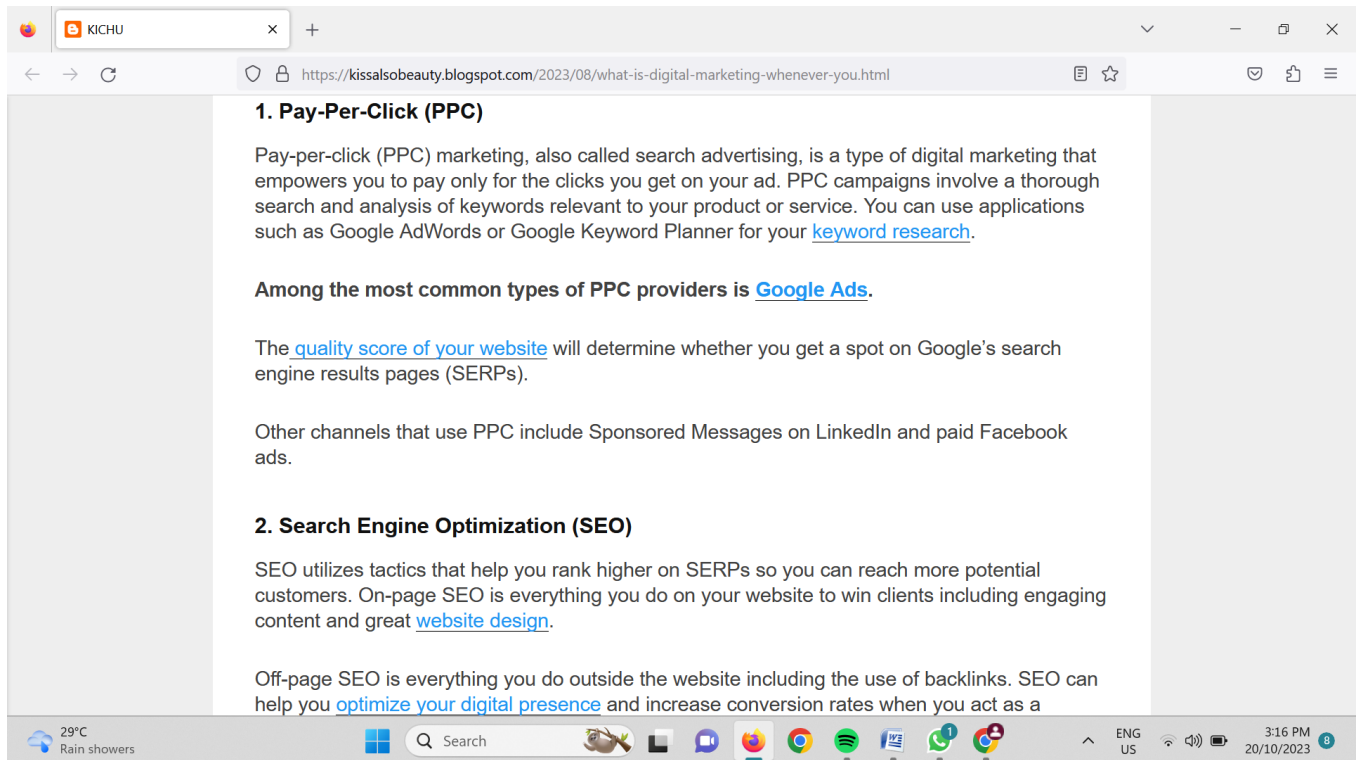 KICHU
https://kissalsobeauty.blogspot.com/2023/08/what-is-digital-marketing-whenever-you.html
1. Pay-Per-Click (PPC)
Pay-per-click (PPC) marketing, also called search advertising, is a type of digital marketing that
empowers you to pay only for the clicks you get on your ad. PPC campaigns involve a thorough
search and analysis of keywords relevant to your product or service. You can use applications
such as Google AdWords or Google Keyword Planner for your keyword research.
Among the most common types of PPC providers is Google Ads.
The quality score of your website will determine whether you get a spot on Google’s search
engine results pages (SERPs).
Other channels that use PPC include Sponsored Messages on LinkedIn and paid Facebook
ads.
2. Search Engine Optimization (SEO)
SEO utilizes tactics that help you rank higher on SERPs so you can reach more potential
customers. On-page SEO is everything you do on your website to win clients including engaging
content and great website design.
Off-page SEO is everything you do outside the website including the use of backlinks. SEO can
help you optimize your digital presence and increase conversion rates when you act as a
29°C
Rain showers
Search
1
ENG
US
3:16 PM
20/10/2023
8